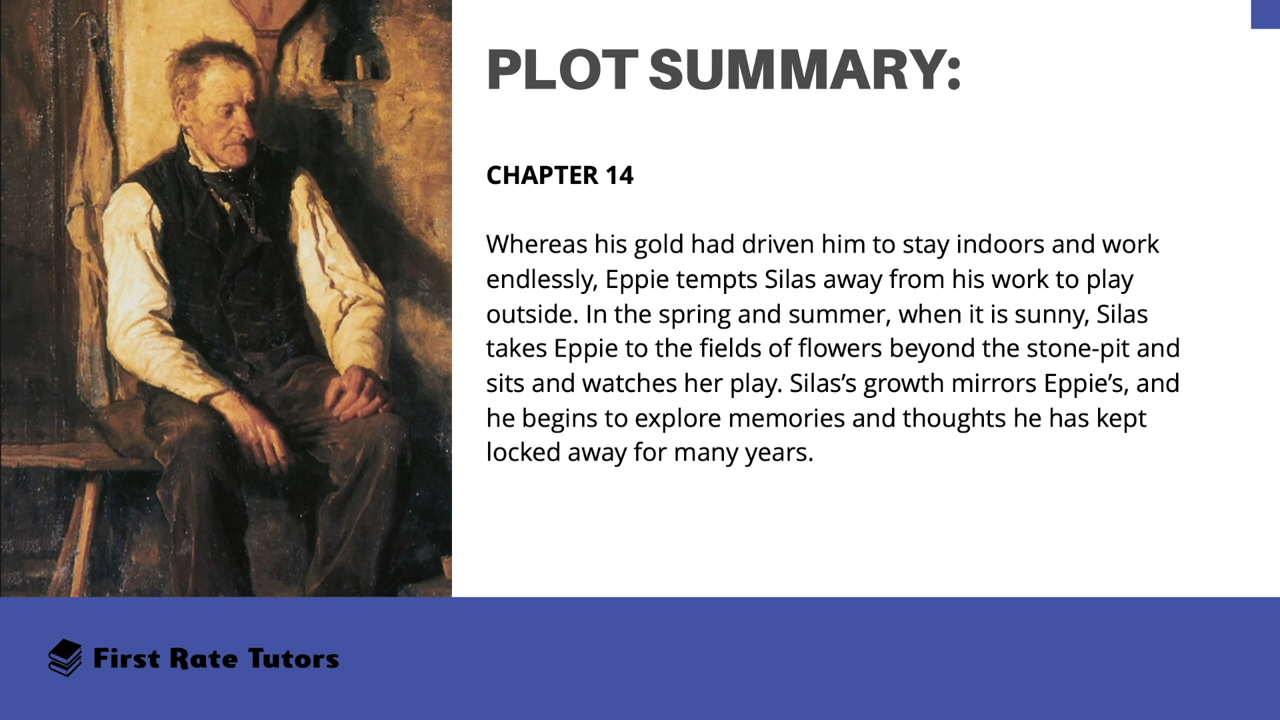 PLOT SUMMARY:
CHAPTER 14
Whereas his gold had driven him to stay indoors and work
endlessly, Eppie tempts Silas away from his work to play
outside. In the spring and summer, when it is sunny, Silas
takes Eppie to the fields of flowers beyond the stone-pit and
sits and watches her play. Silas’s growth mirrors Eppie’s, and
he begins to explore memories and thoughts he has kept
locked away for many years.
First Rate Tutors